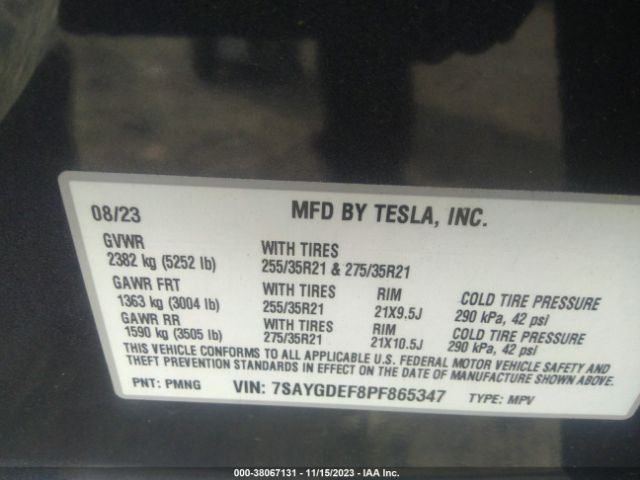 08/23 MFD BY TESLA, INC.
GVWR
2382 kg (5252 lb) WITH TIRES
255/35R21 & 275/35R21
GAWR FRT
1363 kg (3004 lb) WITH TIRES
255/35R21 RIM
21X9.5J COLD TIRE PRESSURE
290 kPa, 42 psi
GAWR RR
1590 kg (3505 lb) WITH TIRES
275/35R21 RIM
21X10.5J COLD TIRE PRESSURE
290 kPa, 42 psi
THIS VEHICLE CONFORMS TO ALL APPLICABLE U.S. FEDERAL MOTOR VEHICLE SAFETY AND
THEFT PREVENTION STANDARDS IN EFFECT ON THE DATE OF MANUFACTURE SHOWN ABOVE.
PNT: PMNG VIN: 7SAYGDEF8PF865347 TYPE: MPV
000-38067131 - 11/15/2023 - IAA Inc.